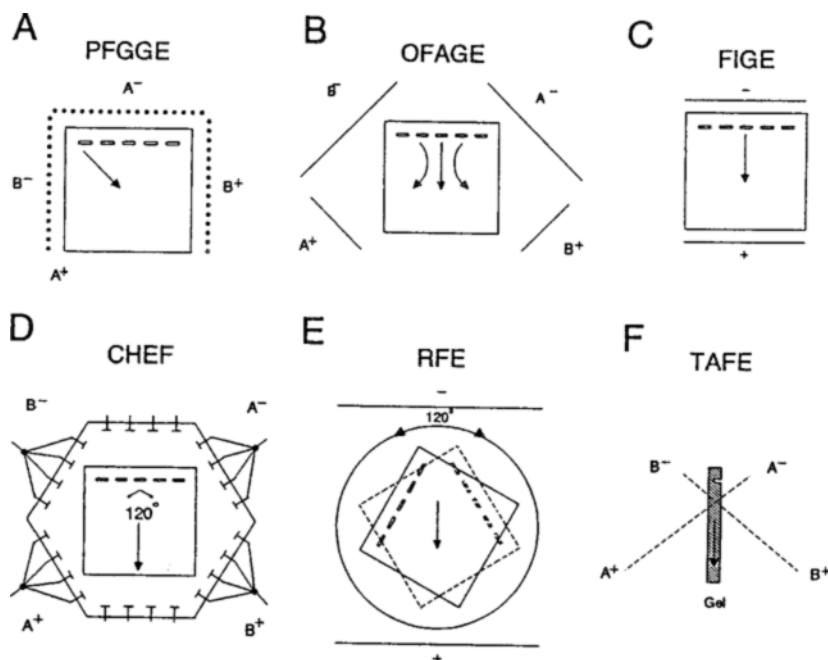 A
PFGGE
A⁻
B⁻
B⁺
A⁺
B
OFAGE
B⁻
A⁻
A⁺
B⁺
C
FIGE
-
+
D
CHEF
B⁻
A⁻
120°
A⁺
B⁺
E
RFE
-
120°
+
F
TAFE
B⁻
A⁻
A⁺
B⁺
Gel